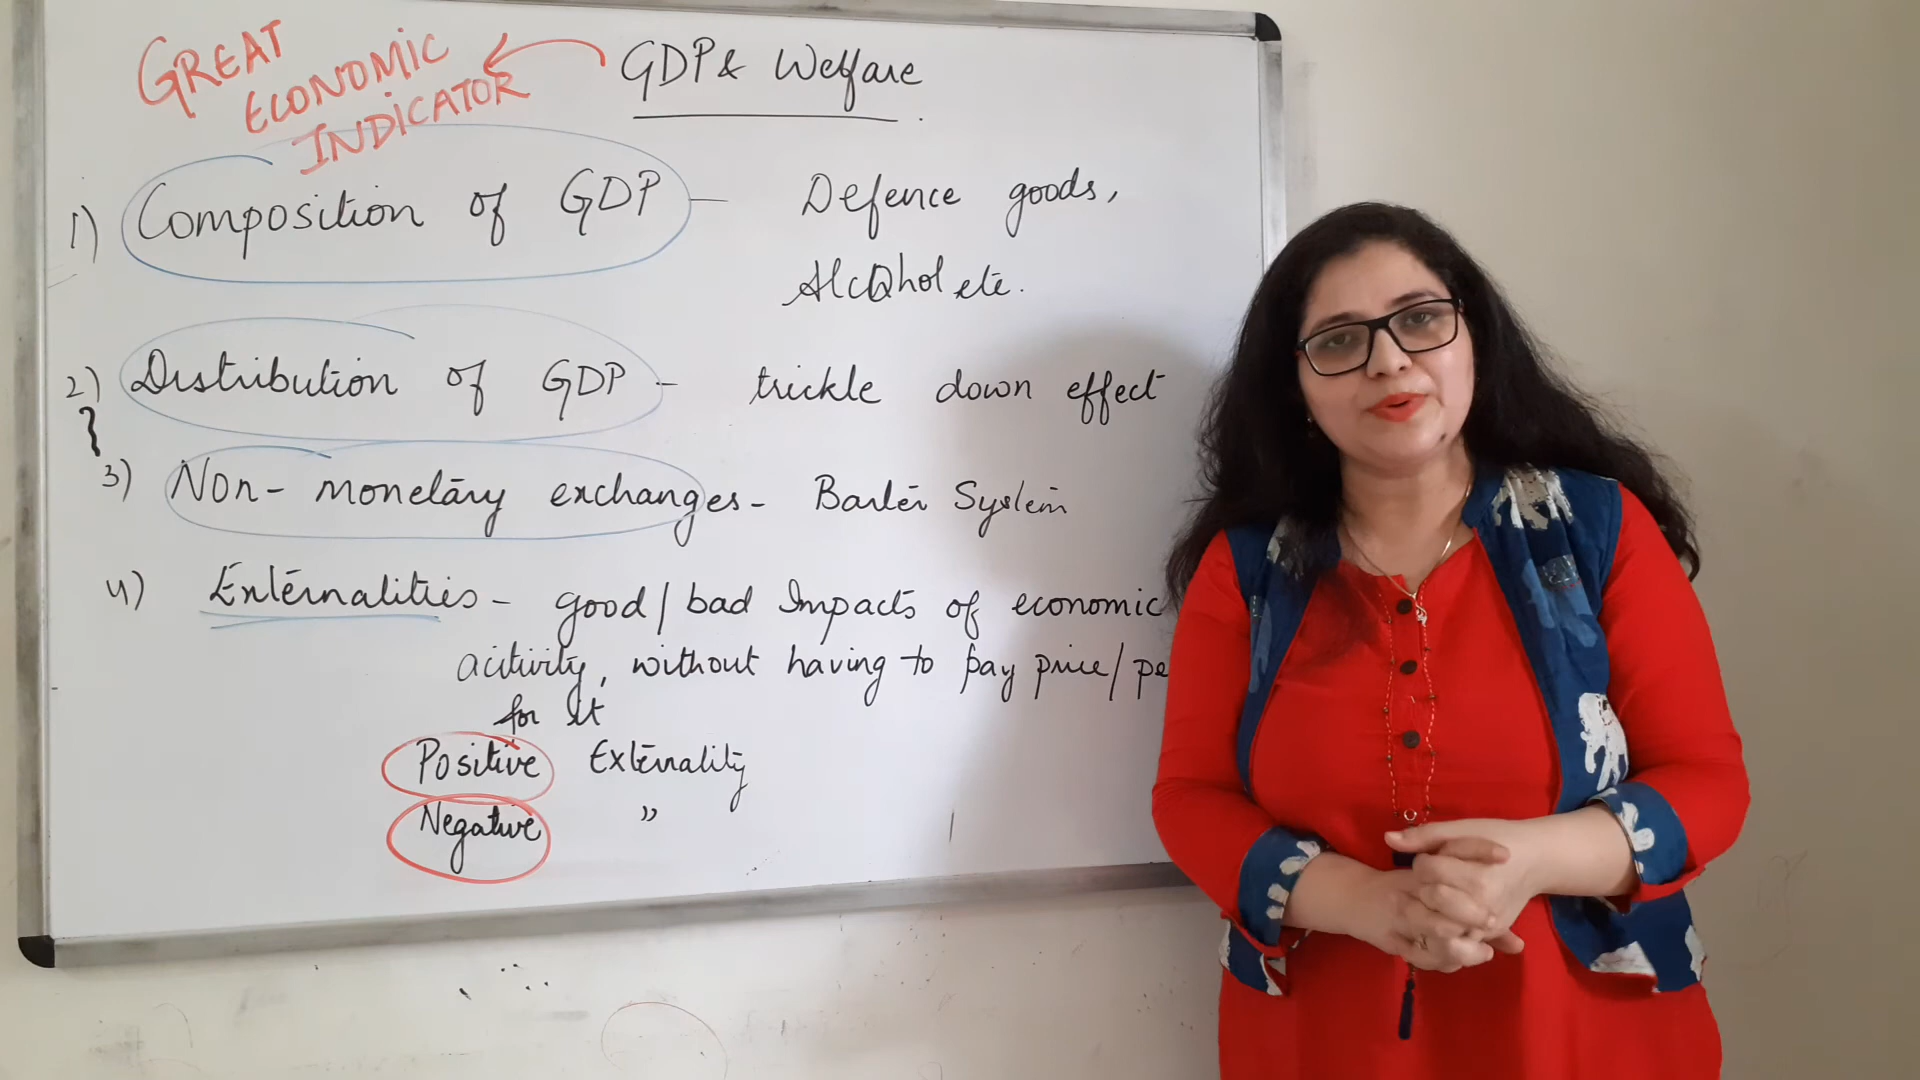 GREAT
ECONOMIC
INDICATOR
GDP & Welfare
1) Composition of GDP - Defence goods,
Alcohol etc.
2) Distribution of GDP - trickle down effect
3) Non-monetary exchanges - Barter System
4) Externalities - good/bad Impacts of economic
activity, without having to pay price/pe
for it
Positive Externality
Negative "